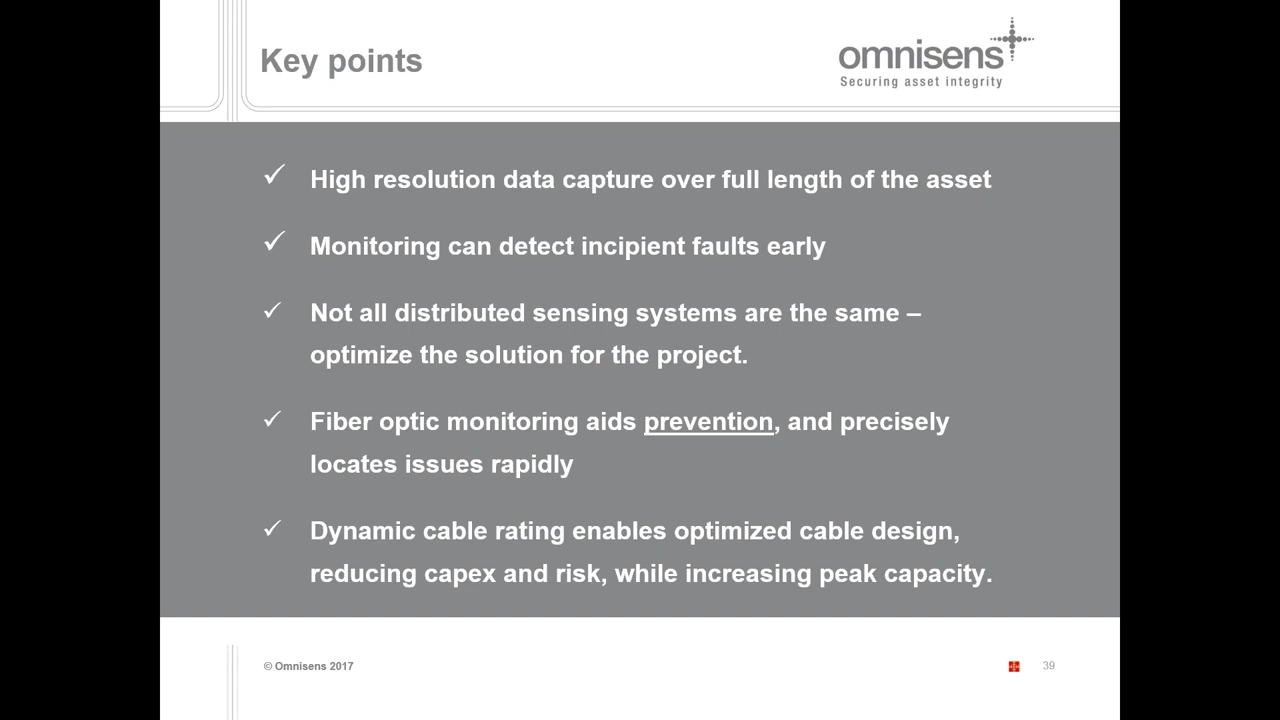 Key points
omnisens
Securing asset integrity
✓ High resolution data capture over full length of the asset
✓ Monitoring can detect incipient faults early
✓ Not all distributed sensing systems are the same –
optimize the solution for the project.
✓ Fiber optic monitoring aids prevention, and precisely
locates issues rapidly
✓ Dynamic cable rating enables optimized cable design,
reducing capex and risk, while increasing peak capacity.
© Omnisens 2017
39